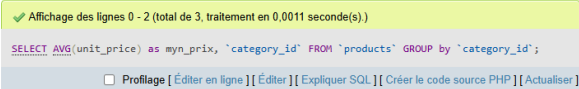 Affichage des lignes 0 - 2 (total de 3, traitement en 0,0011 seconde(s).)
SELECT AVG(unit_price) as myn_prix, `category_id` FROM `products` GROUP by `category_id`;
Profilage [ Éditer en ligne ] [ Éditer ] [ Expliquer SQL ] [ Créer le code source PHP ] [ Actualiser ]